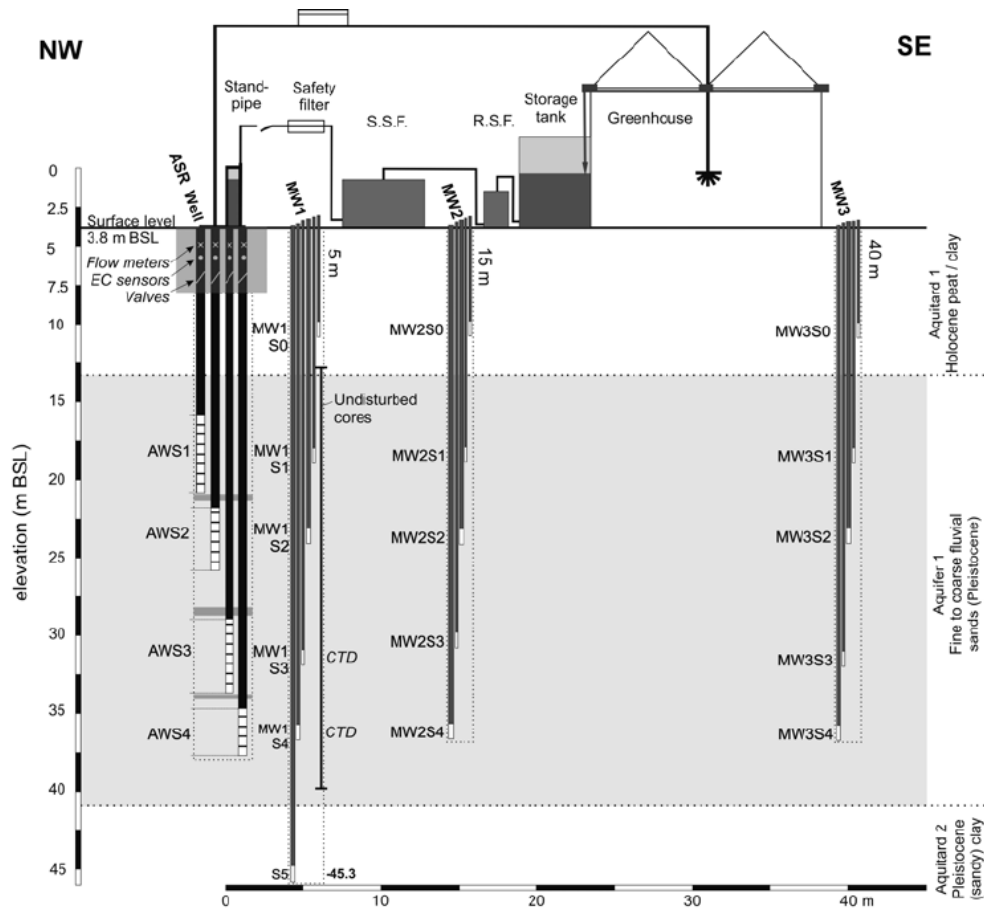 NW
SE
Stand-
pipe
Safety
filter
S.S.F.
R.S.F.
Storage
tank
Greenhouse
ASR Well
MW1
MW2
MW3
0
2.5
5
7.5
10
15
20
25
30
35
40
45
elevation (m BSL)
Surface level
3.8 m BSL
Flow meters
EC sensors
Valves
5 m
15 m
40 m
MW1
S0
MW2S0
MW3S0
Undisturbed
cores
AWS1
MW1
S1
MW2S1
MW3S1
AWS2
MW1
S2
MW2S2
MW3S2
AWS3
MW1
S3
CTD
MW2S3
MW3S3
AWS4
MW1
S4
CTD
MW2S4
MW3S4
S5
-45.3
Aquitard 1
Holocene peat / clay
Aquifer 1
Fine to coarse fluvial
sands (Pleistocene)
Aquitard 2
Pleistocene
(sandy) clay
0
10
20
30
40 m